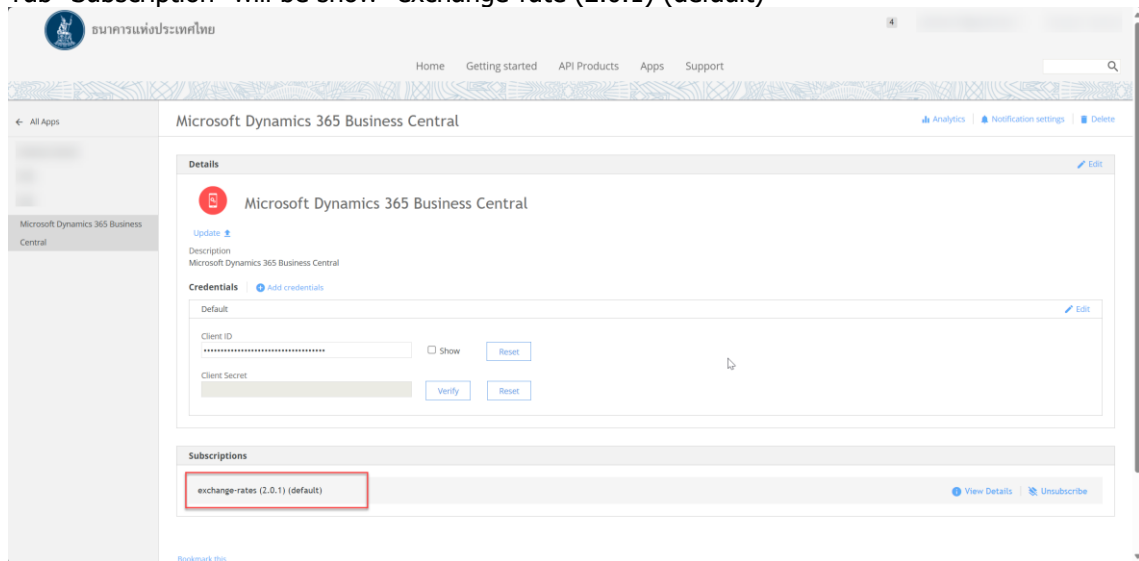 Tab "Subscription" will be show "exchange-rate (2.0.1) (default)"
ธนาคารแห่งประเทศไทย
4
Home Getting started API Products Apps Support
← All Apps
Microsoft Dynamics 365 Business Central
Analytics Notification settings Delete
Details
Edit
Microsoft Dynamics 365 Business Central
Microsoft Dynamics 365 Business
Central
Update
Description
Microsoft Dynamics 365 Business Central
Credentials Add credentials
Default
Edit
Client ID
Show Reset
Client Secret
Verify Reset
Subscriptions
exchange-rates (2.0.1) (default)
View Details Unsubscribe
Bookmark this